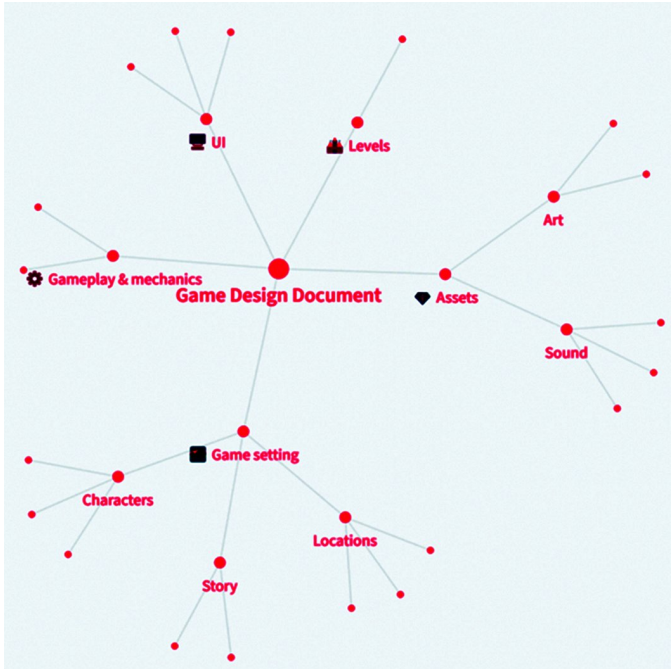 UI
Levels
Art
Gameplay & mechanics
Game Design Document
Assets
Sound
Game setting
Characters
Locations
Story